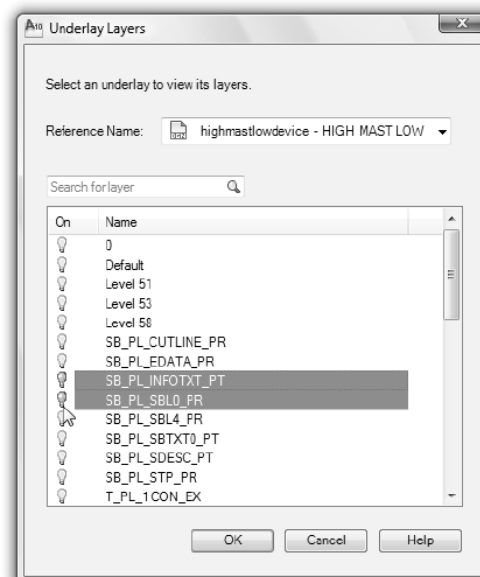 A10 Underlay Layers
Select an underlay to view its layers.
Reference Name: DGN highmastlowdevice - HIGH MAST LOW
Search for layer
On Name
0
Default
Level 51
Level 53
Level 58
SB_PL_CUTLINE_PR
SB_PL_EDATA_PR
SB_PL_INFOTXT_PT
SB_PL_SBL0_PR
SB_PL_SBL4_PR
SB_PL_SBTXT0_PT
SB_PL_SDESC_PT
SB_PL_STP_PR
T_PL_1CON_EX
OK Cancel Help